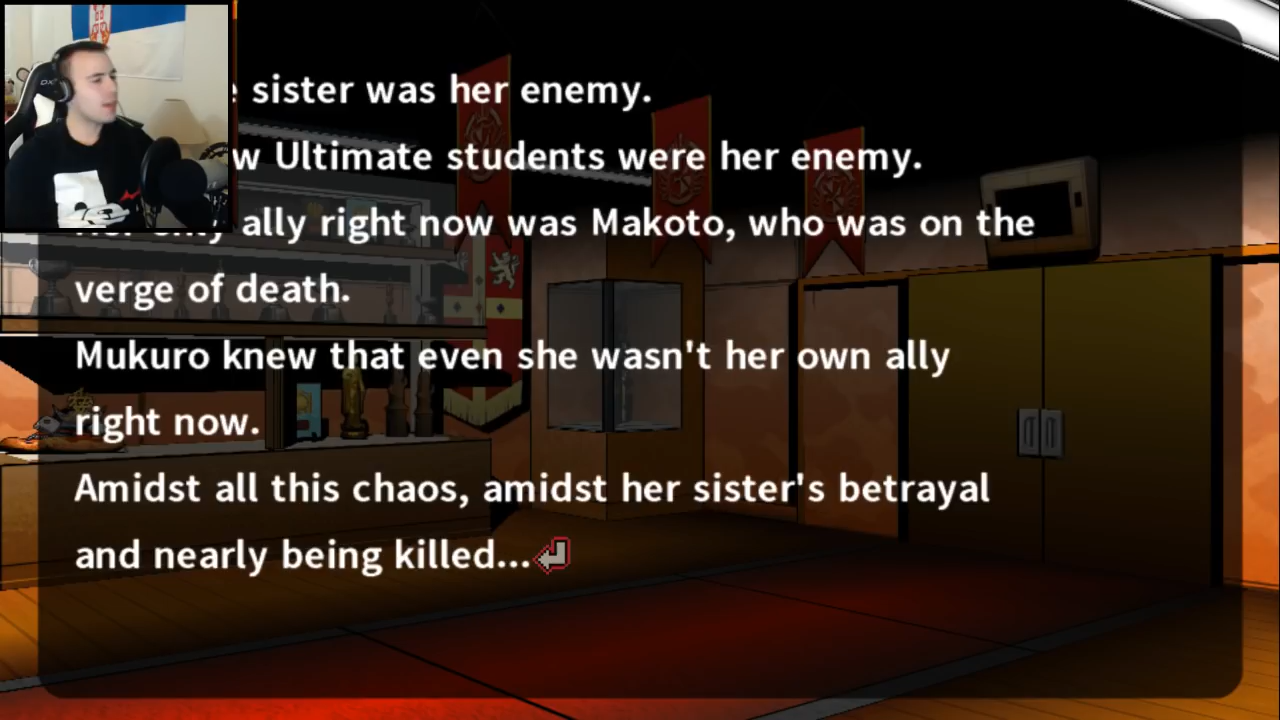 sister was her enemy.
w Ultimate students were her enemy.
ally right now was Makoto, who was on the
verge of death.
Mukuro knew that even she wasn't her own ally
right now.
Amidst all this chaos, amidst her sister's betrayal
and nearly being killed...